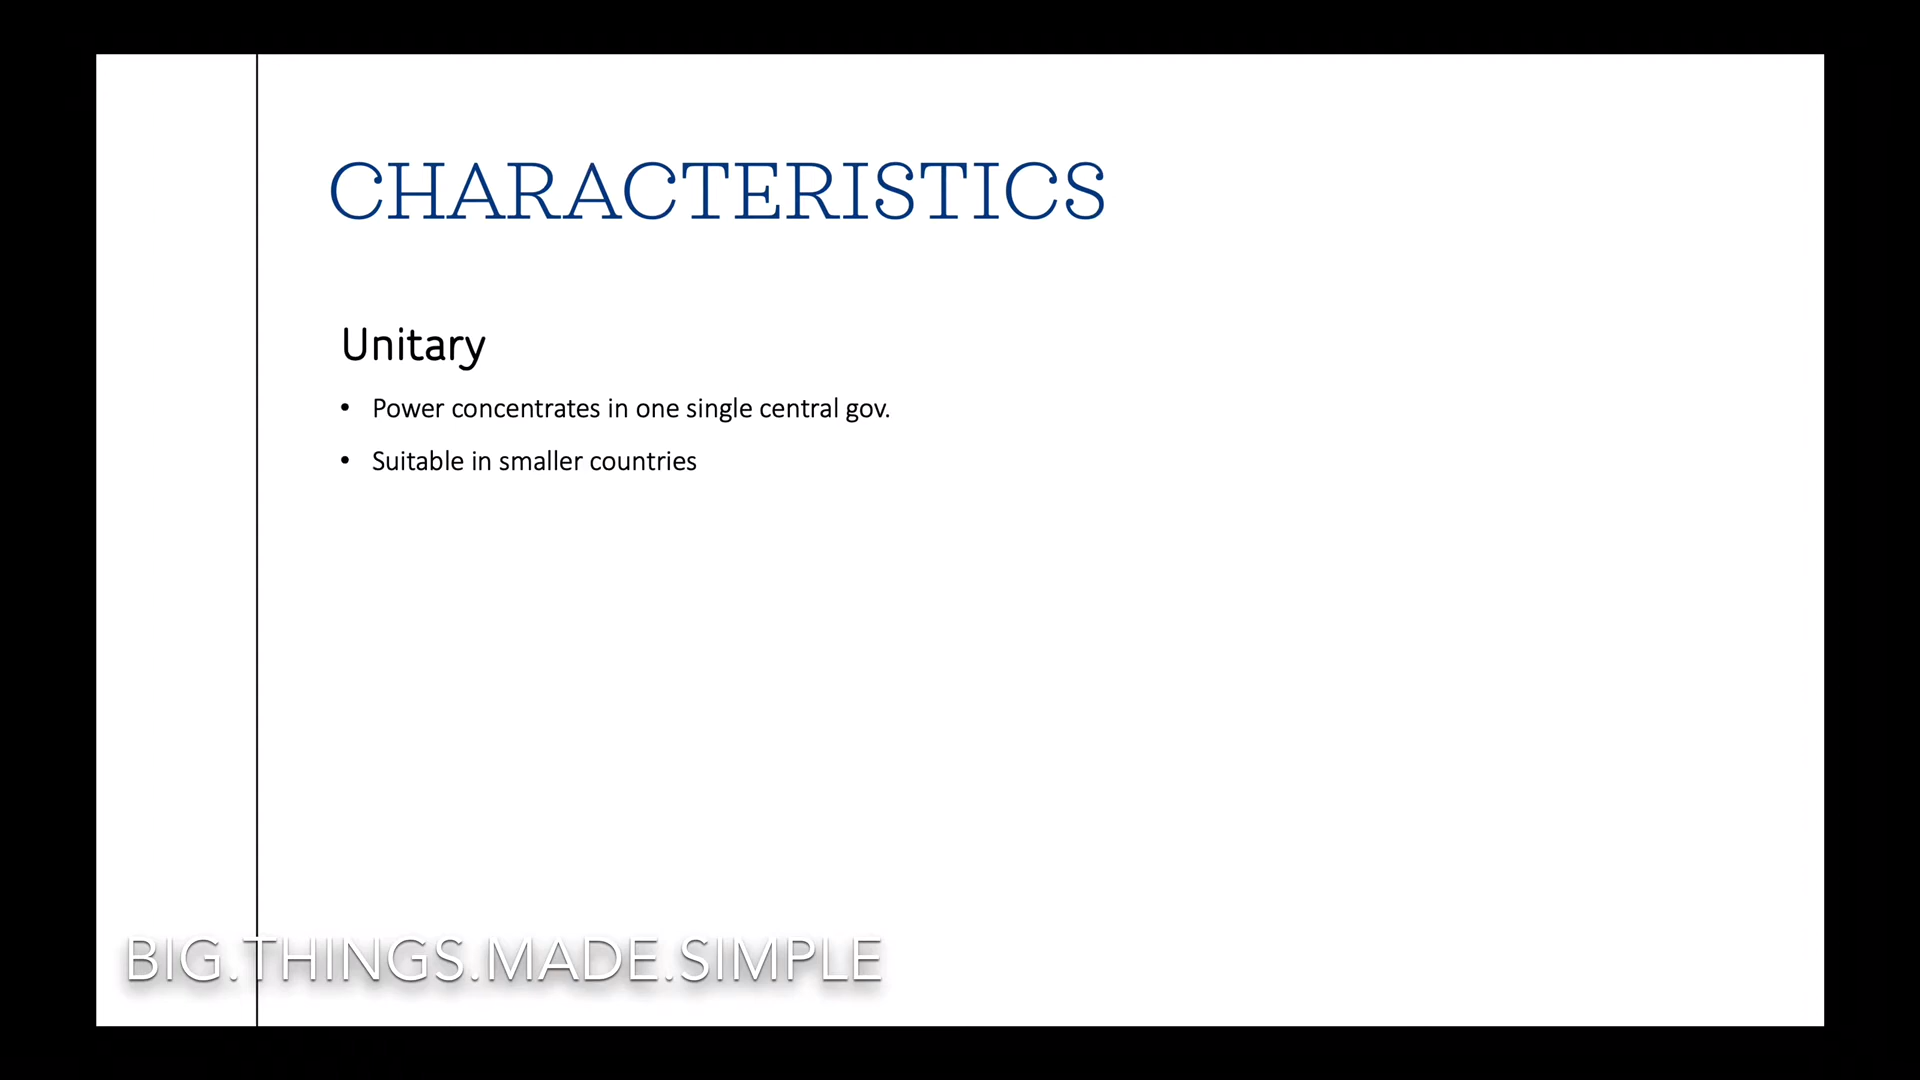 CHARACTERISTICS
Unitary
• Power concentrates in one single central gov.
• Suitable in smaller countries
BIG.THINGS.MADE.SIMPLE